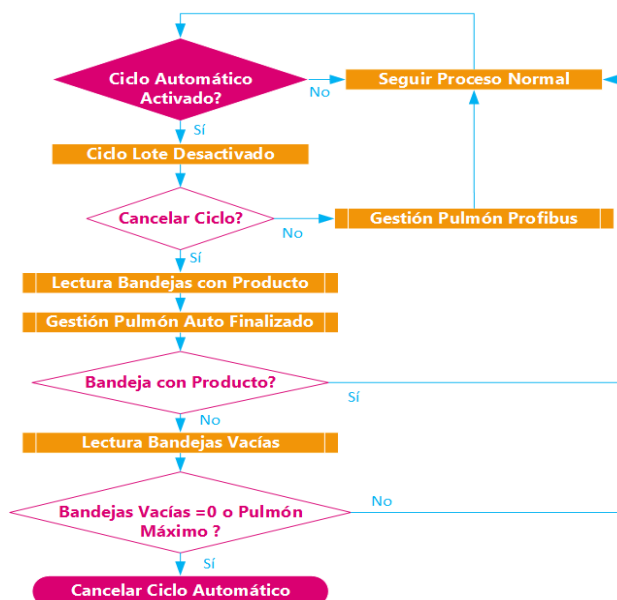 Ciclo Automático
Activado?
No
Seguir Proceso Normal
Sí
Ciclo Lote Desactivado
Cancelar Ciclo?
No
Gestión Pulmón Profibus
Sí
Lectura Bandejas con Producto
Gestión Pulmón Auto Finalizado
Bandeja con Producto?
Sí
No
Lectura Bandejas Vacías
Bandejas Vacías =0 o Pulmón
Máximo ?
No
Sí
Cancelar Ciclo Automático